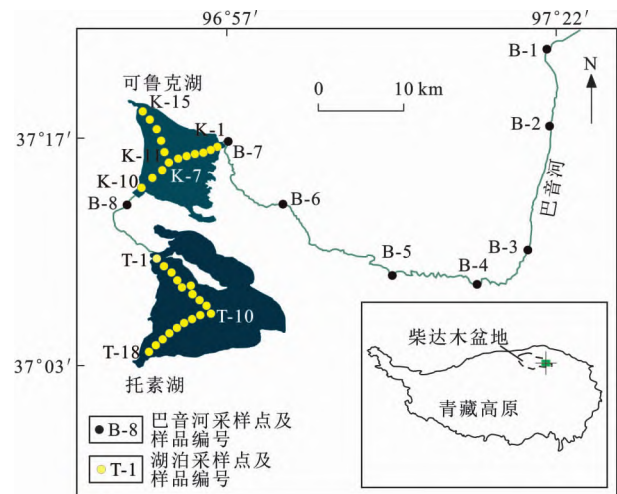 96°57′
97°22′
B-1
N
可鲁克湖
K-15
0
10 km
B-2
37°17′
K-1
B-7
K-11
K-7
巴音河
K-10
B-8
B-6
B-3
T-1
B-5
B-4
T-10
柴达木盆地
T-18
37°03′
托素湖
青藏高原
B-8
巴音河采样点及
样品编号
T-1
湖泊采样点及
样品编号